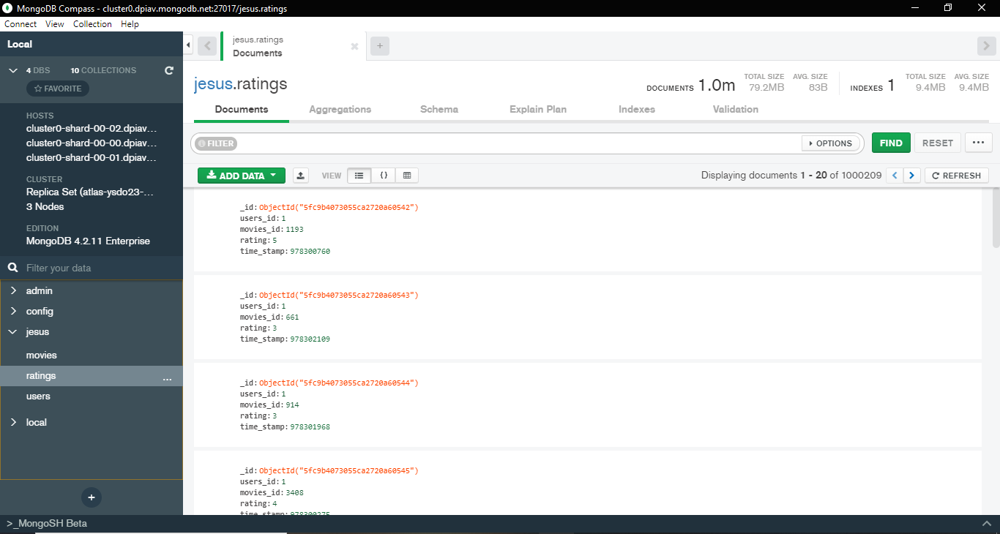 MongoDB Compass - cluster0.dpiav.mongodb.net:27017/jesus.ratings
Connect View Collection Help
Local
4 DBS 10 COLLECTIONS
FAVORITE
HOSTS
cluster0-shard-00-02.dpiav...
cluster0-shard-00-00.dpiav...
cluster0-shard-00-01.dpiav...
CLUSTER
Replica Set (atlas-ysdo23-...
3 Nodes
EDITION
MongoDB 4.2.11 Enterprise
Filter your data
admin
config
jesus
movies
ratings ...
users
local
jesus.ratings
Documents
jesus.ratings
DOCUMENTS 1.0m TOTAL SIZE 79.2MB AVG. SIZE 83B INDEXES 1 TOTAL SIZE 9.4MB AVG. SIZE 9.4MB
Documents Aggregations Schema Explain Plan Indexes Validation
FILTER OPTIONS FIND RESET ...
ADD DATA VIEW {} Displaying documents 1 - 20 of 1000209 < > REFRESH
_id: ObjectId("5fc9b4073055ca2720a60542")
users_id: 1
movies_id: 1193
rating: 5
time_stamp: 978300760
_id: ObjectId("5fc9b4073055ca2720a60543")
users_id: 1
movies_id: 661
rating: 3
time_stamp: 978302109
_id: ObjectId("5fc9b4073055ca2720a60544")
users_id: 1
movies_id: 914
rating: 3
time_stamp: 978301968
_id: ObjectId("5fc9b4073055ca2720a60545")
users_id: 1
movies_id: 3408
rating: 4
time_stamp: 978300275
>_MongoSH Beta